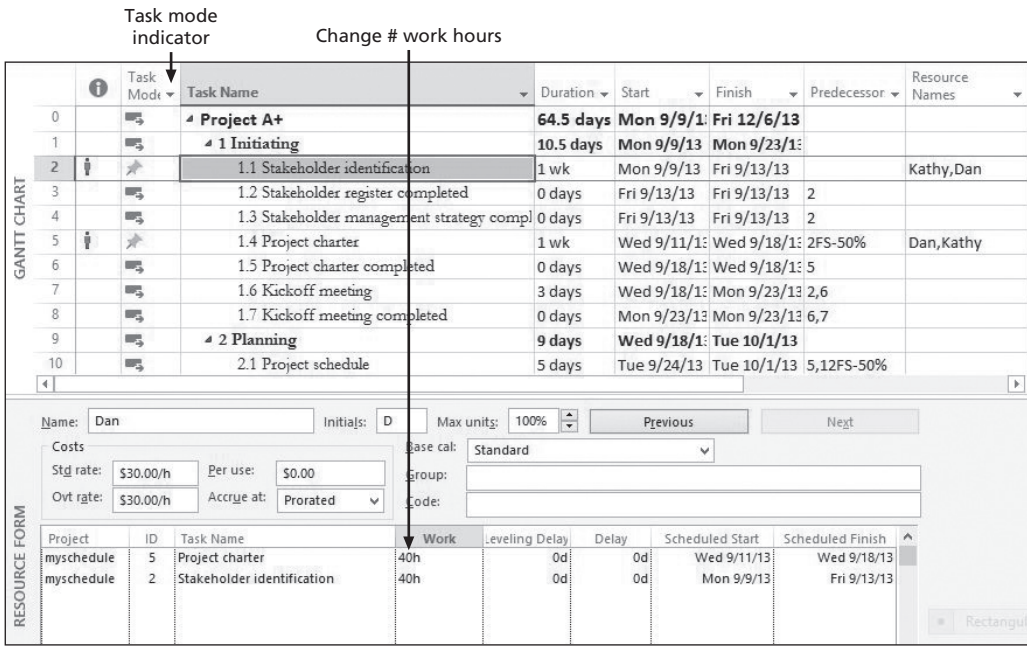 Task mode
indicator
Change # work hours
Task
Mode Task Name Duration Start Finish Predecessor Resource
Names
GANTT CHART
0 Project A+ 64.5 days Mon 9/9/1 Fri 12/6/13
1 1 Initiating 10.5 days Mon 9/9/13 Mon 9/23/1
2 1.1 Stakeholder identification 1 wk Mon 9/9/13 Fri 9/13/13 Kathy,Dan
3 1.2 Stakeholder register completed 0 days Fri 9/13/13 Fri 9/13/13 2
4 1.3 Stakeholder management strategy compl 0 days Fri 9/13/13 Fri 9/13/13 2
5 1.4 Project charter 1 wk Wed 9/11/1 Wed 9/18/1 2FS-50% Dan,Kathy
6 1.5 Project charter completed 0 days Wed 9/18/1 Wed 9/18/1 5
7 1.6 Kickoff meeting 3 days Wed 9/18/1 Mon 9/23/13 2,6
8 1.7 Kickoff meeting completed 0 days Mon 9/23/13 Mon 9/23/13 6,7
9 2 Planning 9 days Wed 9/18/1 Tue 10/1/13
10 2.1 Project schedule 5 days Tue 9/24/13 Tue 10/1/13 5,12FS-50%
RESOURCE FORM
Name: Dan Initials: D Max units: 100% Previous Next
Costs Base cal: Standard
Std rate: $30.00/h Per use: $0.00 Group:
Ovt rate: $30.00/h Accrue at: Prorated Code:
Project ID Task Name Work Leveling Delay Delay Scheduled Start Scheduled Finish
myschedule 5 Project charter 40h 0d 0d Wed 9/11/13 Wed 9/18/13
myschedule 2 Stakeholder identification 40h 0d 0d Mon 9/9/13 Fri 9/13/13
Rectangul